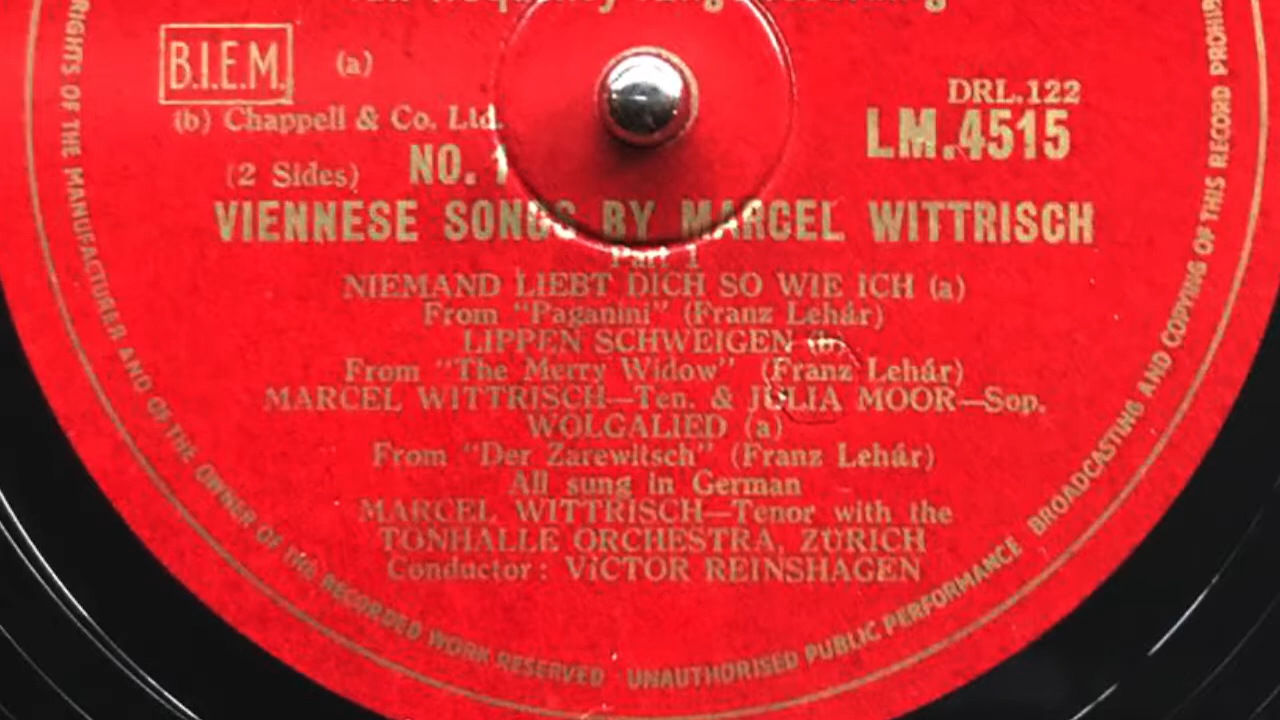 B.I.E.M. (a)
DRL.122
(b) Chappell & Co. Ltd.
LM.4515
(2 Sides) NO. 1
VIENNESE SONGS BY MARCEL WITTRISCH
Part 1
NIEMAND LIEBT DICH SO WIE ICH (a)
From "Paganini" (Franz Lehár)
LIPPEN SCHWEIGEN (b)
From "The Merry Widow" (Franz Lehár)
MARCEL WITTRISCH—Ten. & JULIA MOOR—Sop.
WOLGALIED (a)
From "Der Zarewitsch" (Franz Lehár)
All sung in German
MARCEL WITTRISCH—Tenor with the
TONHALLE ORCHESTRA, ZURICH
Conductor: VICTOR REINSHAGEN
RIGHTS OF THE MANUFACTURER AND OF THE OWNER OF THE RECORDED WORK RESERVED · UNAUTHORISED PUBLIC PERFORMANCE BROADCASTING AND COPYING OF THIS RECORD